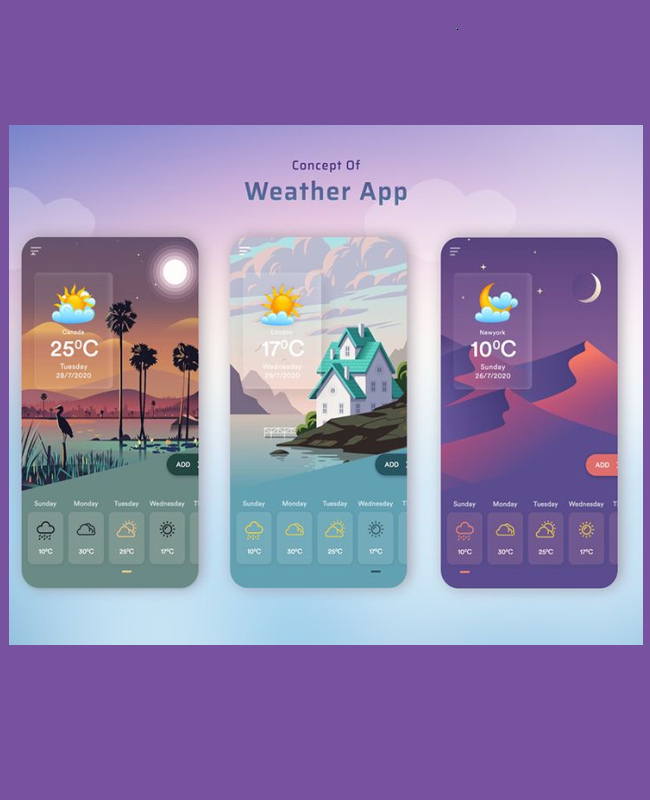 Concept Of
Weather App
Canada
25°C
Tuesday
28/7/2020
ADD
Sunday Monday Tuesday Wednesday
10°C 30°C 25°C 17°C
London
17°C
Wednesday
29/7/2020
ADD
Sunday Monday Tuesday Wednesday
10°C 30°C 25°C 17°C
Newyork
10°C
Sunday
26/7/2020
ADD
Sunday Monday Tuesday Wednesday
10°C 30°C 25°C 17°C